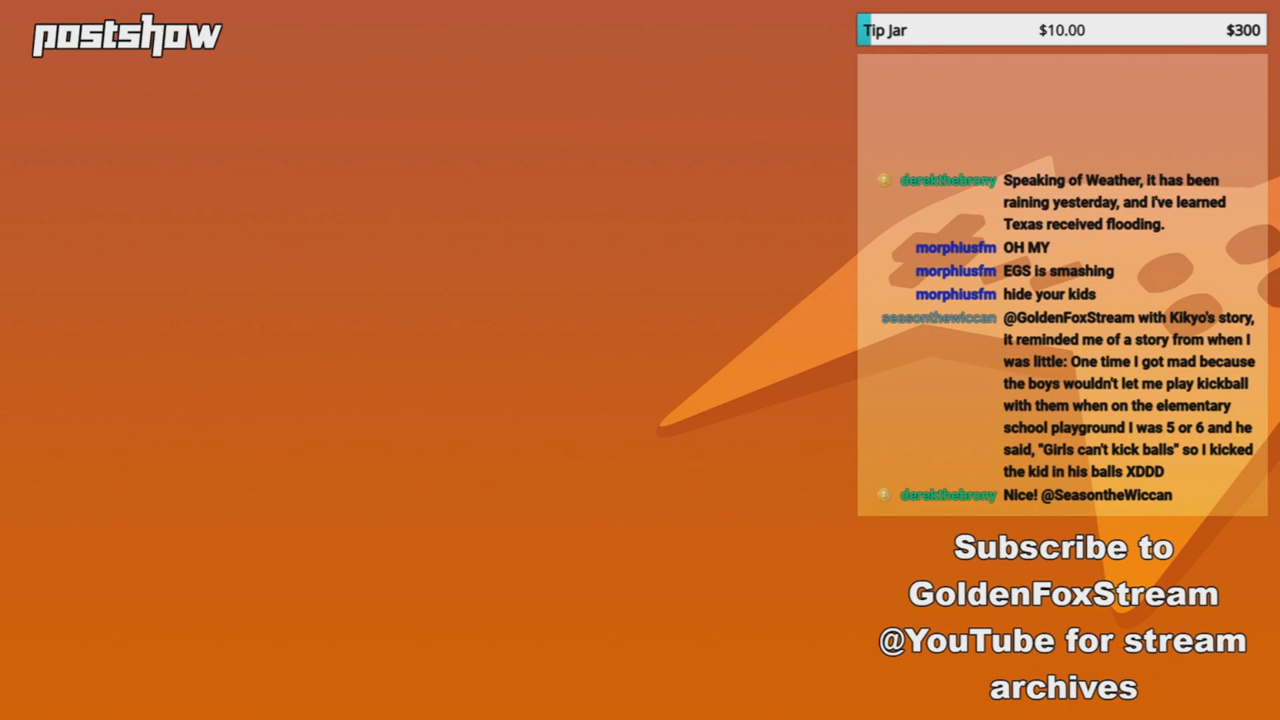 postshow
Tip Jar $10.00 $300
derekthebrony Speaking of Weather, it has been
raining yesterday, and I've learned
Texas received flooding.
morphiusfm OH MY
morphiusfm EGS is smashing
morphiusfm hide your kids
seasonthewiccan @GoldenFoxStream with Kikyo's story,
it reminded me of a story from when I
was little: One time I got mad because
the boys wouldn't let me play kickball
with them when on the elementary
school playground I was 5 or 6 and he
said, "Girls can't kick balls" so I kicked
the kid in his balls XDDD
derekthebrony Nice! @SeasontheWiccan
Subscribe to
GoldenFoxStream
@YouTube for stream
archives